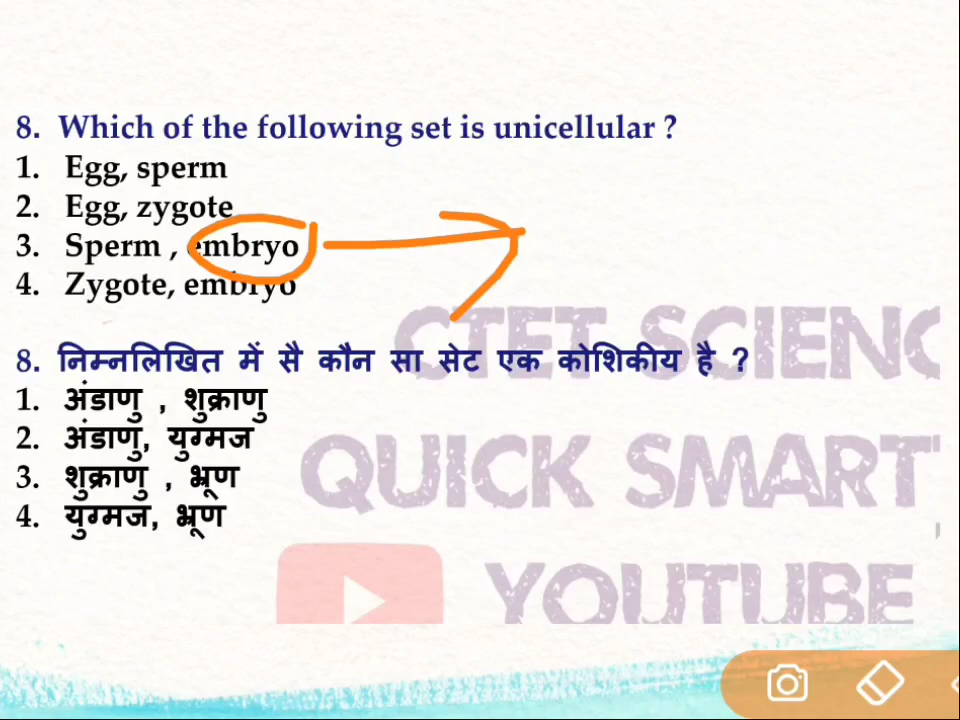 8. Which of the following set is unicellular ?
1. Egg, sperm
2. Egg, zygote
3. Sperm , embryo
4. Zygote, embryo
8. निम्नलिखित में सै कौन सा सेट एक कोशिकीय है ?
1. अंडाणु , शुक्राणु
2. अंडाणु, युग्मज
3. शुक्राणु , भ्रूण
4. युग्मज, भ्रूण
CTET SCIENC
QUICK SMART
YOUTUBE